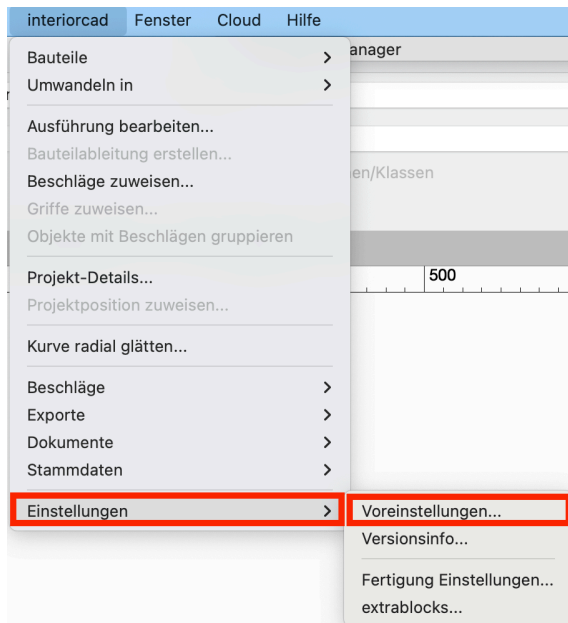 interiorcad Fenster Cloud Hilfe
anager
Bauteile
Umwandeln in
Ausführung bearbeiten...
Bauteilableitung erstellen...
Beschläge zuweisen...
en/Klassen
Griffe zuweisen...
Objekte mit Beschlägen gruppieren
Projekt-Details...
500
Projektposition zuweisen...
Kurve radial glätten...
Beschläge
Exporte
Dokumente
Stammdaten
Einstellungen
Voreinstellungen...
Versionsinfo...
Fertigung Einstellungen...
extrablocks...